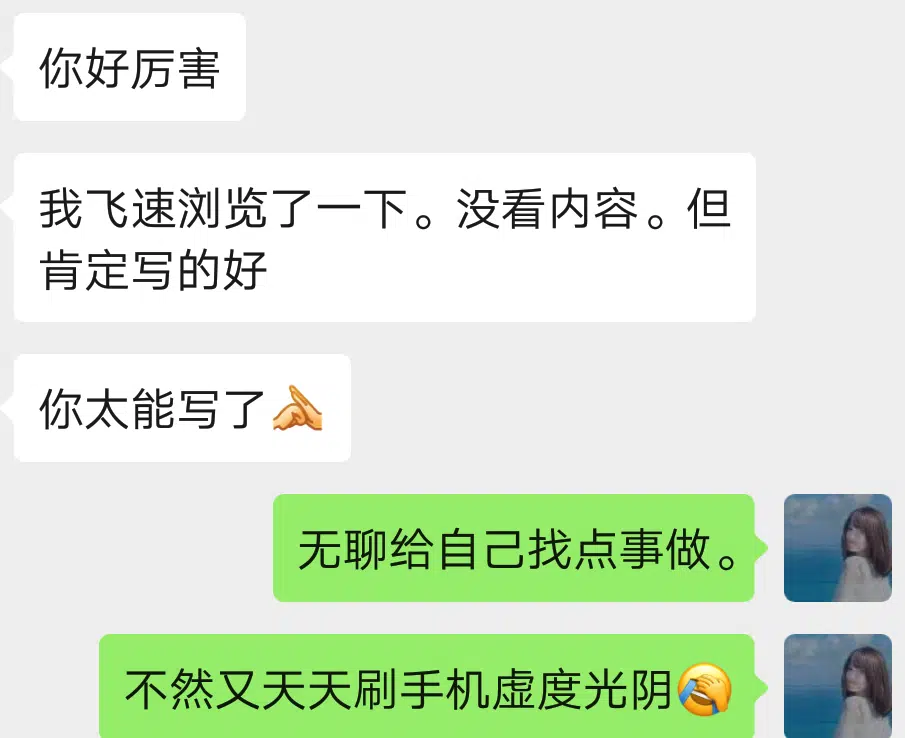 你好厉害
我飞速浏览了一下。没看内容。但
肯定写的好
你太能写了
无聊给自己找点事做。
不然又天天刷手机虚度光阴